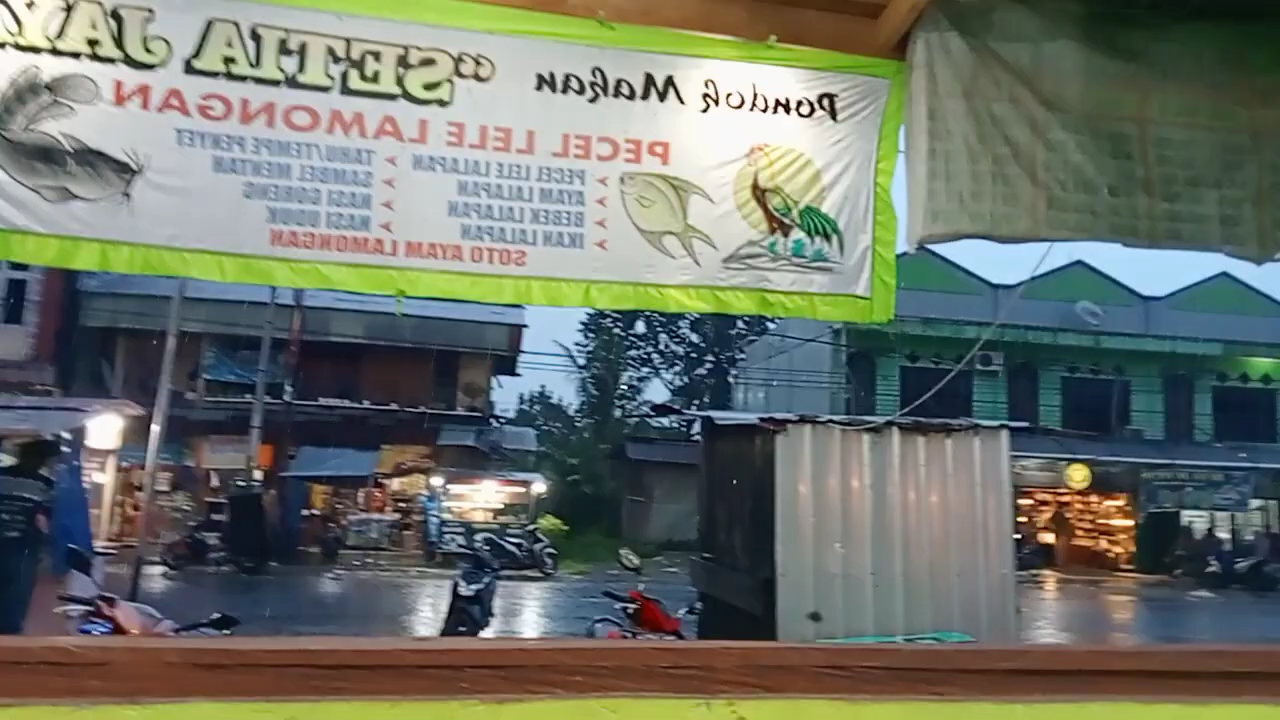 Pondok Makan "SETIA JAY
PECEL LELE LAMONGAN
PECEL LELE LALAPAN
AYAM LALAPAN
BEBEK LALAPAN
IKAN LALAPAN
TAHU/TEMPE PENYET
SAMBEL MENTAH
NASI GORENG
NASI UDUK
SOTO AYAM LAMONGAN